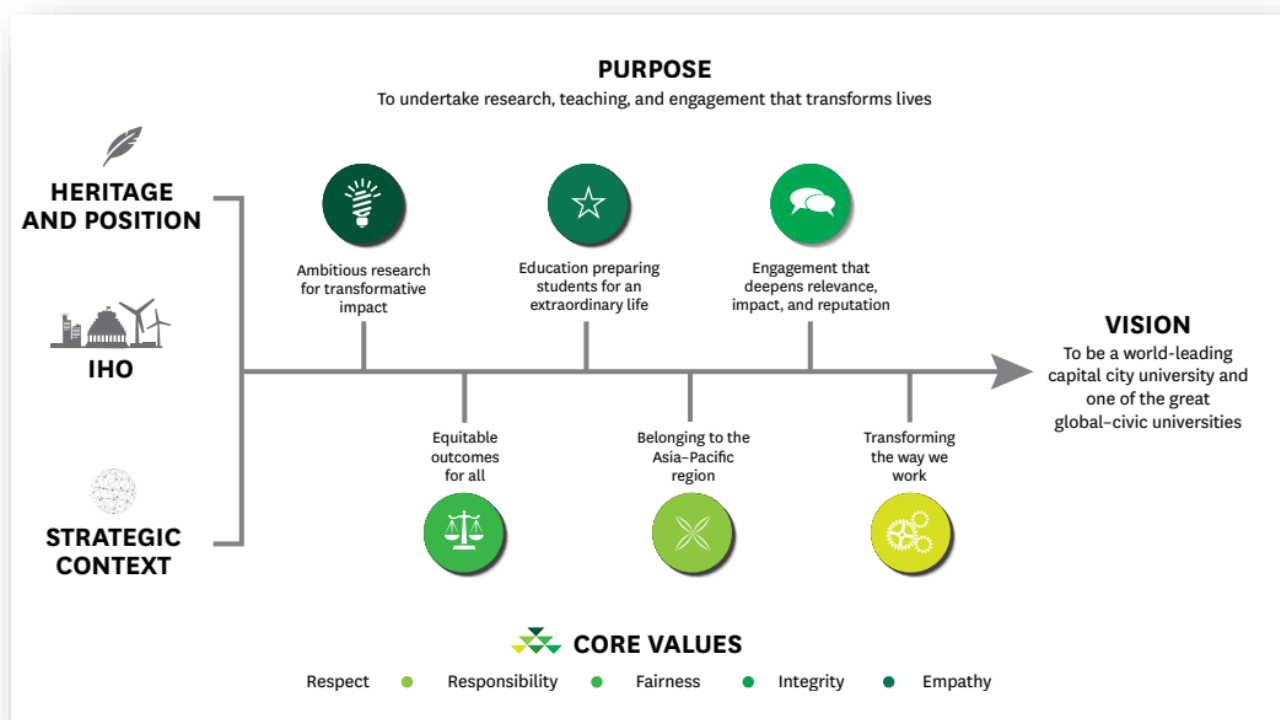 PURPOSE
To undertake research, teaching, and engagement that transforms lives
HERITAGE
AND POSITION
IHO
STRATEGIC
CONTEXT
Ambitious research
for transformative
impact
Education preparing
students for an
extraordinary life
Engagement that
deepens relevance,
impact, and reputation
Equitable
outcomes
for all
Belonging to the
Asia–Pacific
region
Transforming
the way we
work
VISION
To be a world-leading
capital city university and
one of the great
global–civic universities
CORE VALUES
Respect Responsibility Fairness Integrity Empathy